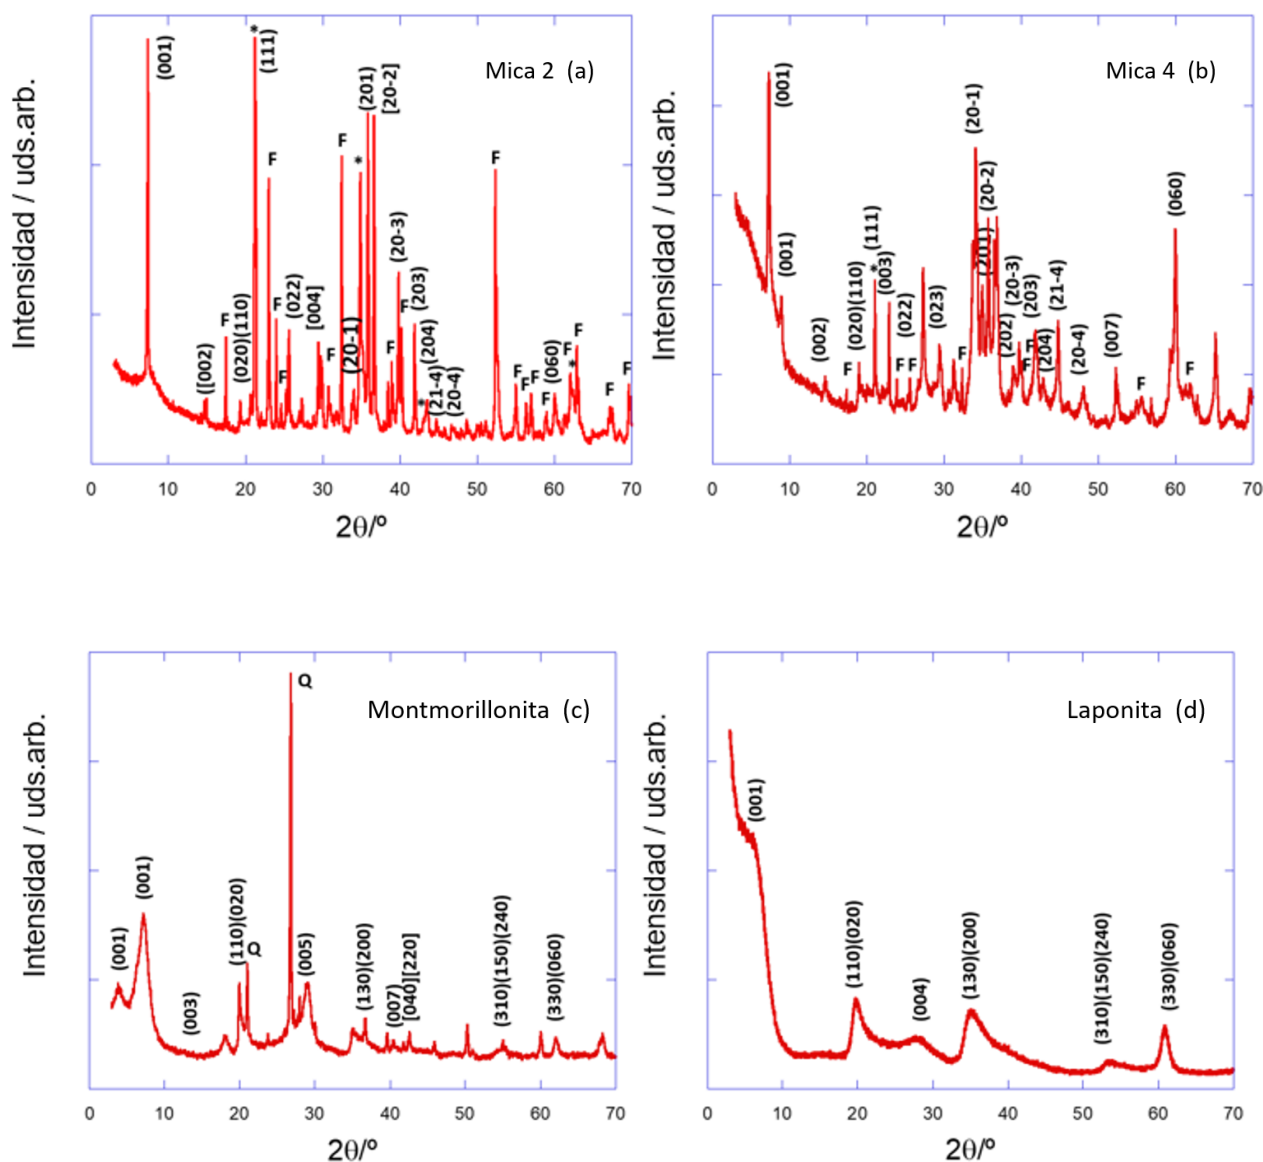 Mica 2 (a)
Intensidad / uds.arb.
(001)
((002)
F
(020)(110)
*
(111)
F
F
F
(022)
[004]
F
F
(20-1)
*
(201)
[20-2]
F
(20-3)
F
(203)
*
(204)
(21-4)
(20-4)
F
F
F
F
F
(060)
F
*
F
F
F
0 10 20 30 40 50 60 70
2θ/º
Mica 4 (b)
Intensidad / uds.arb.
(001)
(001)
(002)
F
(020)(110)
*
(111)
(003)
F
F
(022)
(023)
F
(20-1)
(201)
(20-2)
(202)
(20-3)
F
F
(203)
(204)
(21-4)
(20-4)
(007)
F
(060)
F
0 10 20 30 40 50 60 70
2θ/º
Montmorillonita (c)
Intensidad / uds.arb.
(001)
(001)
(003)
(110)(020)
Q
Q
(005)
(130)(200)
(007)
[040][220]
(310)(150)(240)
(330)(060)
0 10 20 30 40 50 60 70
2θ/º
Laponita (d)
Intensidad / uds.arb.
(001)
(110)(020)
(004)
(130)(200)
(310)(150)(240)
(330)(060)
0 10 20 30 40 50 60 70
2θ/º